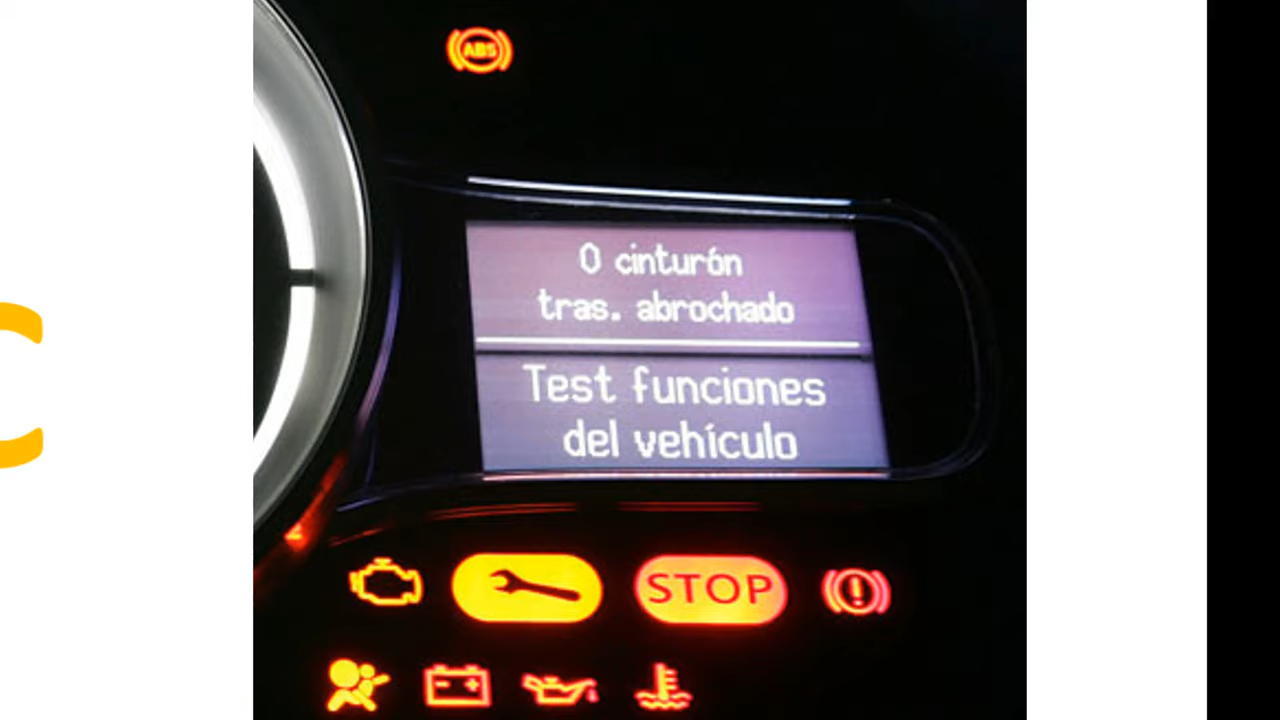 ABS
0 cinturón
tras. abrochado
Test funciones
del vehículo
STOP